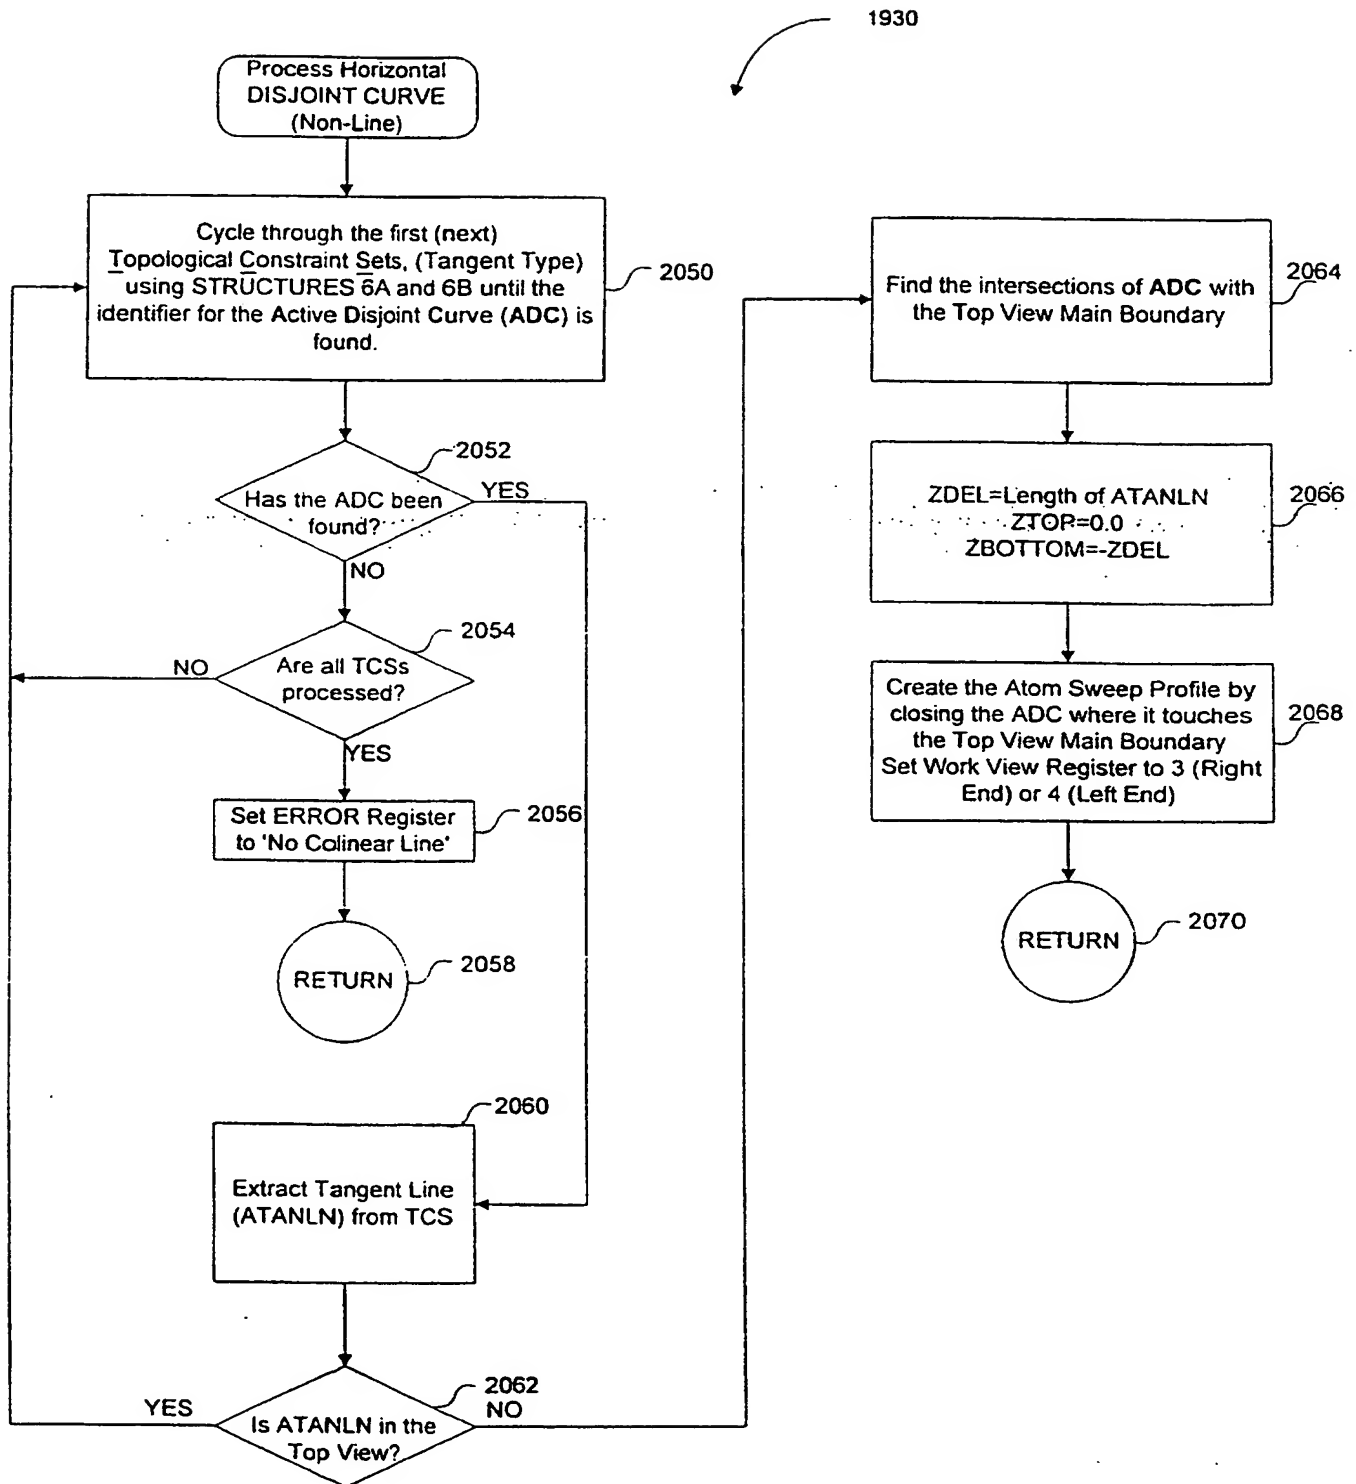 1930
Process Horizontal
DISJOINT CURVE
(Non-Line)
Cycle through the first (next)
Topological Constraint Sets, (Tangent Type)
using STRUCTURES 6A and 6B until the
identifier for the Active Disjoint Curve (ADC) is
found.
2050
2052
Has the ADC been
found?
YES
NO
2054
Are all TCSs
processed?
NO
YES
Set ERROR Register
to 'No Colinear Line'
2056
RETURN
2058
2060
Extract Tangent Line
(ATANLN) from TCS
2062
Is ATANLN in the
Top View?
YES
NO
Find the intersections of ADC with
the Top View Main Boundary
2064
ZDEL=Length of ATANLN
ZTOP=0.0
ZBOTTOM=-ZDEL
2066
Create the Atom Sweep Profile by
closing the ADC where it touches
the Top View Main Boundary
Set Work View Register to 3 (Right
End) or 4 (Left End)
2068
RETURN
2070